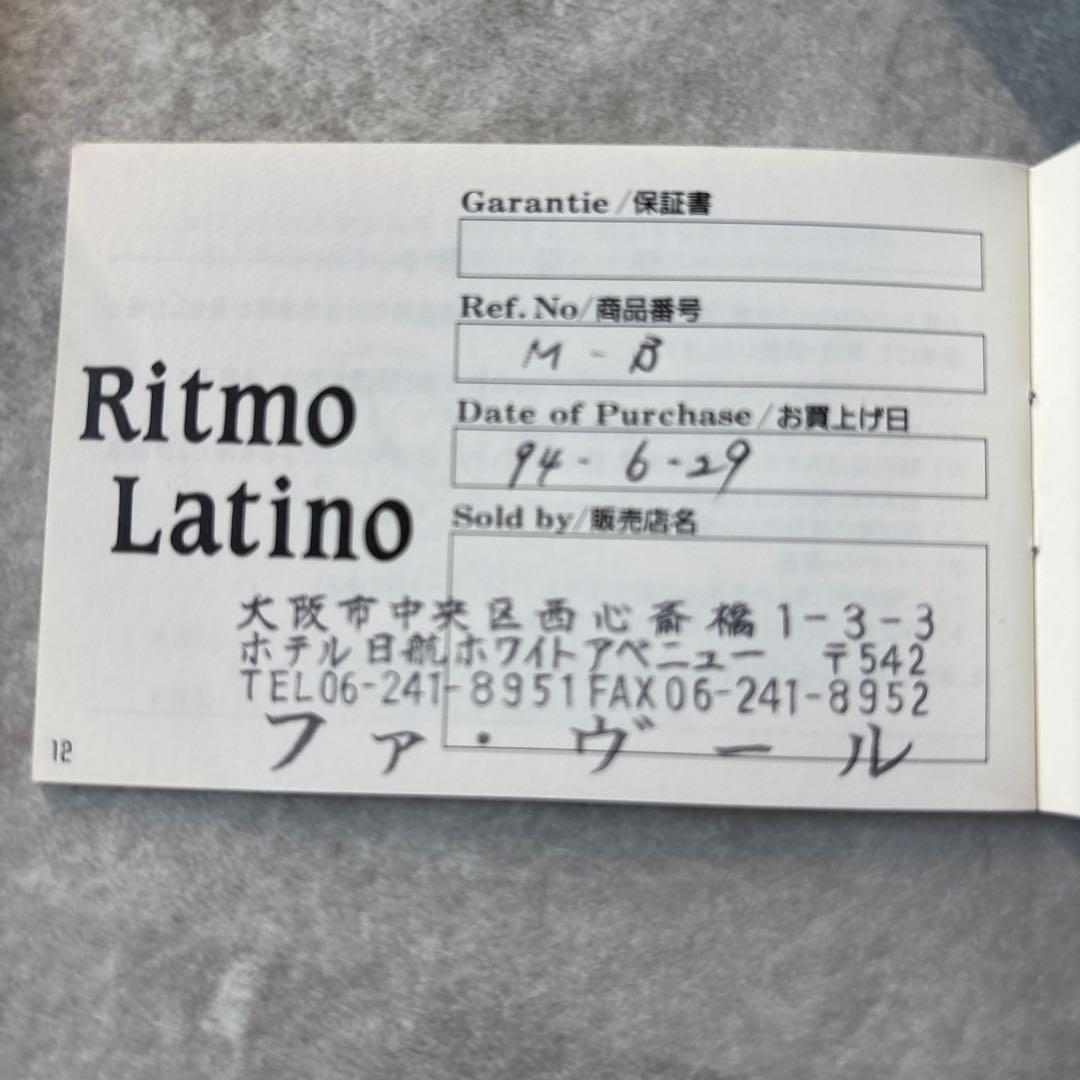 Ritmo
Latino
Garantie/保証書
Ref. No/商品番号
M - B
Date of Purchase/お買上げ日
94 - 6 - 29
Sold by/販売店名
大阪市中央区西心斎橋1-3-3
ホテル日航ホワイトアベニュー 〒542
TEL06-241-8951 FAX06-241-8952
ファ・ヴール
12